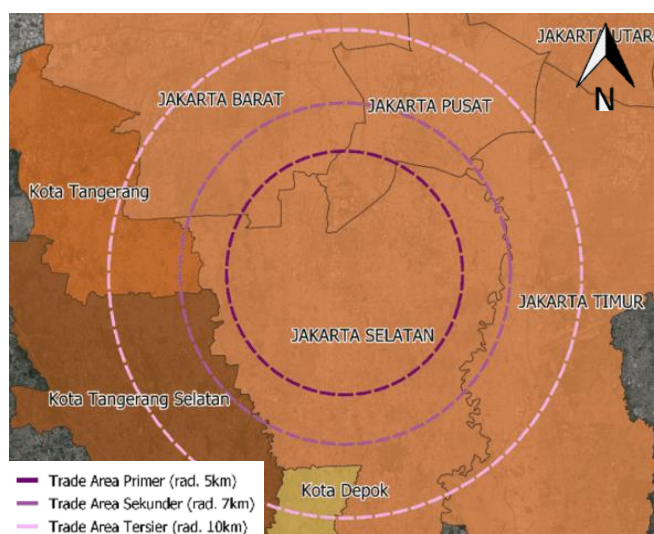 JAKARTA UTARA
JAKARTA BARAT
JAKARTA PUSAT
N
Kota Tangerang
JAKARTA TIMUR
JAKARTA SELATAN
Kota Tangerang Selatan
Kota Depok
Trade Area Primer (rad. 5km)
Trade Area Sekunder (rad. 7km)
Trade Area Tersier (rad. 10km)